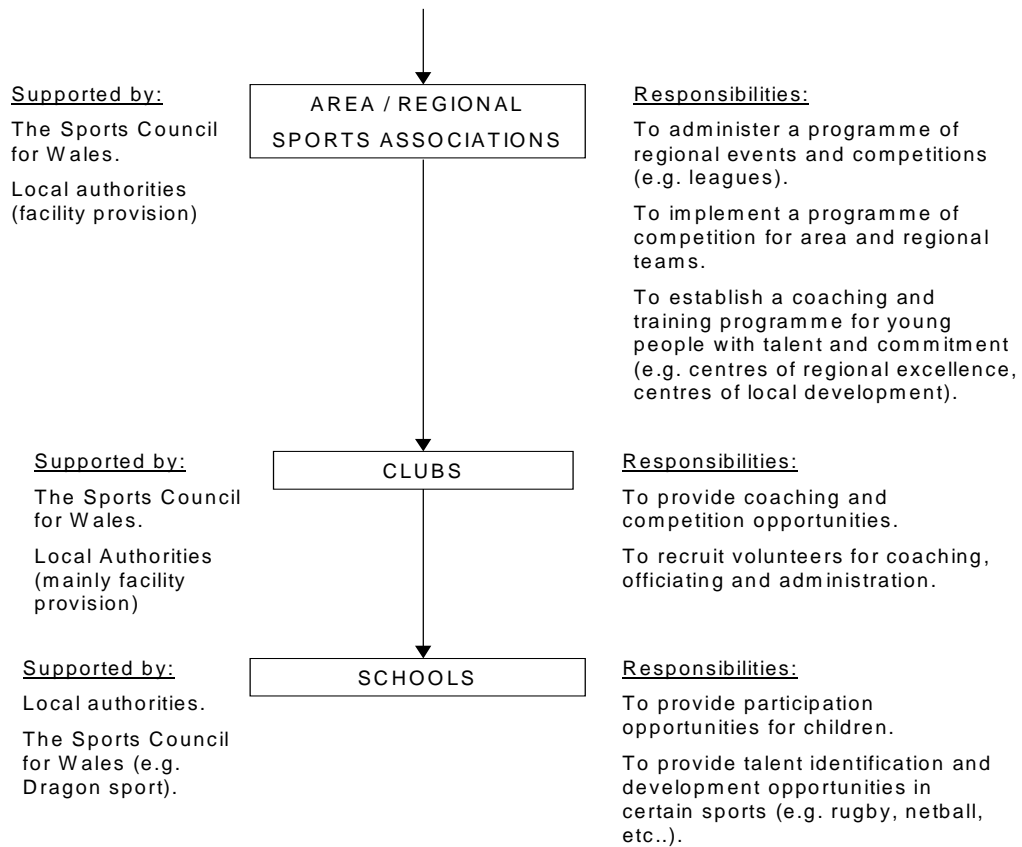 Supported by:
The Sports Council
for Wales.
Local authorities
(facility provision)
AREA / REGIONAL
SPORTS ASSOCIATIONS
Responsibilities:
To administer a programme of
regional events and competitions
(e.g. leagues).
To implement a programme of
competition for area and regional
teams.
To establish a coaching and
training programme for young
people with talent and commitment
(e.g. centres of regional excellence,
centres of local development).
Supported by:
The Sports Council
for Wales.
Local Authorities
(mainly facility
provision)
CLUBS
Responsibilities:
To provide coaching and
competition opportunities.
To recruit volunteers for coaching,
officiating and administration.
Supported by:
Local authorities.
The Sports Council
for Wales (e.g.
Dragon sport).
SCHOOLS
Responsibilities:
To provide participation
opportunities for children.
To provide talent identification and
development opportunities in
certain sports (e.g. rugby, netball,
etc..).